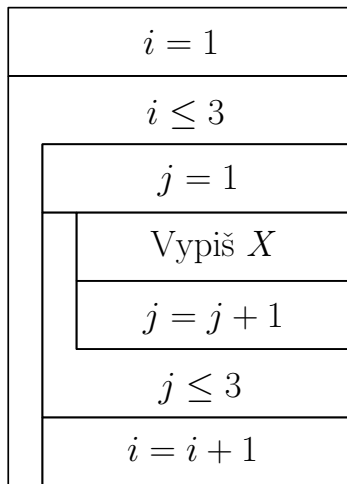 i = 1
i ≤ 3
j = 1
Vypiš X
j = j + 1
j ≤ 3
i = i + 1